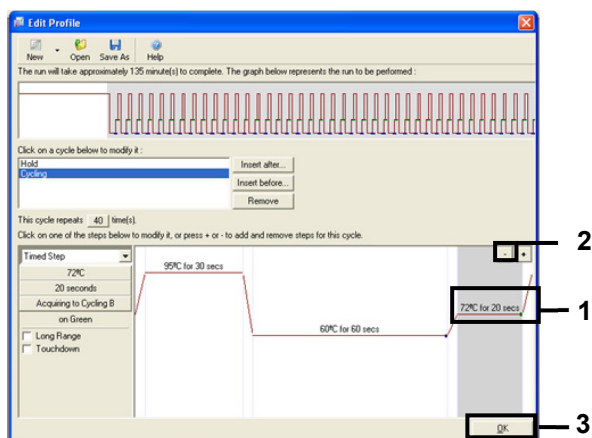 Edit Profile
New Open Save As Help
The run will take approximately 135 minute(s) to complete. The graph below represents the run to be performed :
Click on a cycle below to modify it :
Hold
Cycling
Insert after...
Insert before...
Remove
This cycle repeats 40 time(s).
Click on one of the steps below to modify it, or press + or - to add and remove steps for this cycle.
Timed Step
72ºC
20 seconds
Acquiring to Cycling B
on Green
Long Range
Touchdown
95ºC for 30 secs
60ºC for 60 secs
72ºC for 20 secs
- +
OK
2
1
3